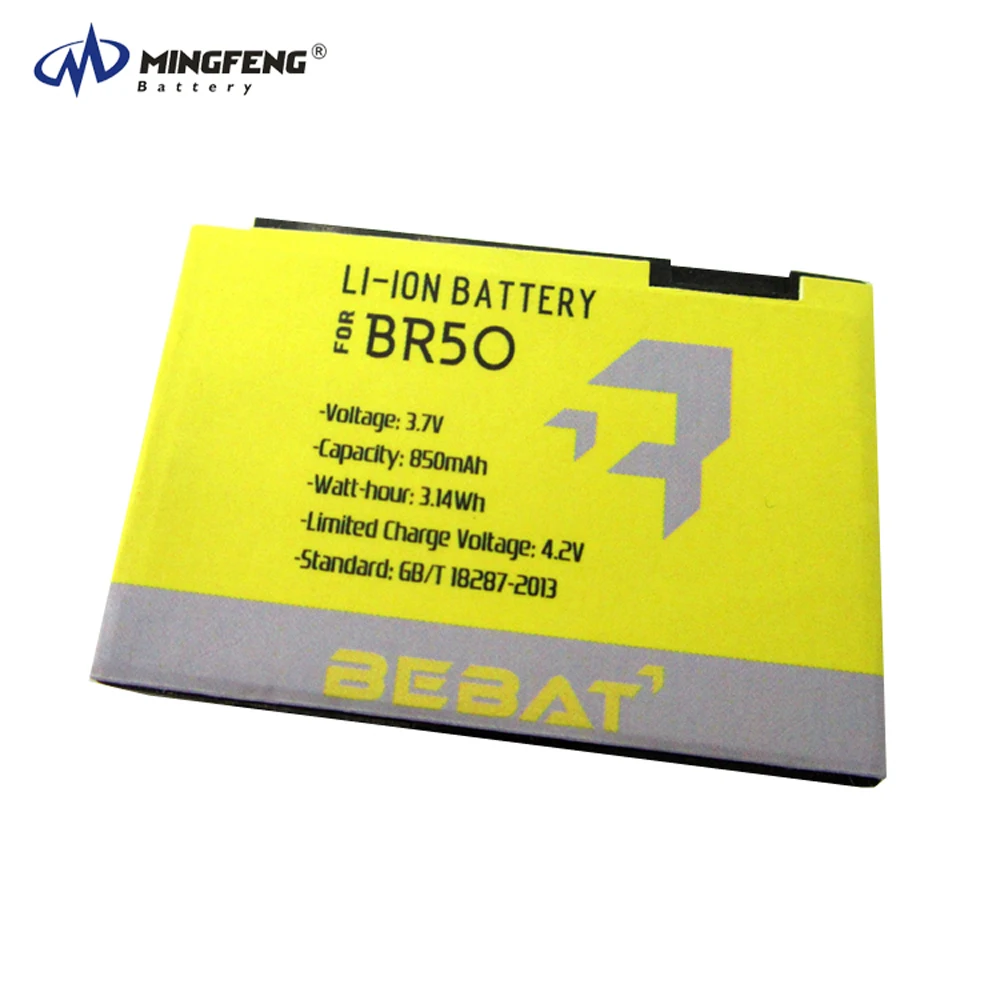 MINGFENG®
Battery
LI-ION BATTERY
FOR BR50
-Voltage: 3.7V
-Capacity: 850mAh
-Watt-hour: 3.14Wh
-Limited Charge Voltage: 4.2V
-Standard: GB/T 18287-2013
BEBAT